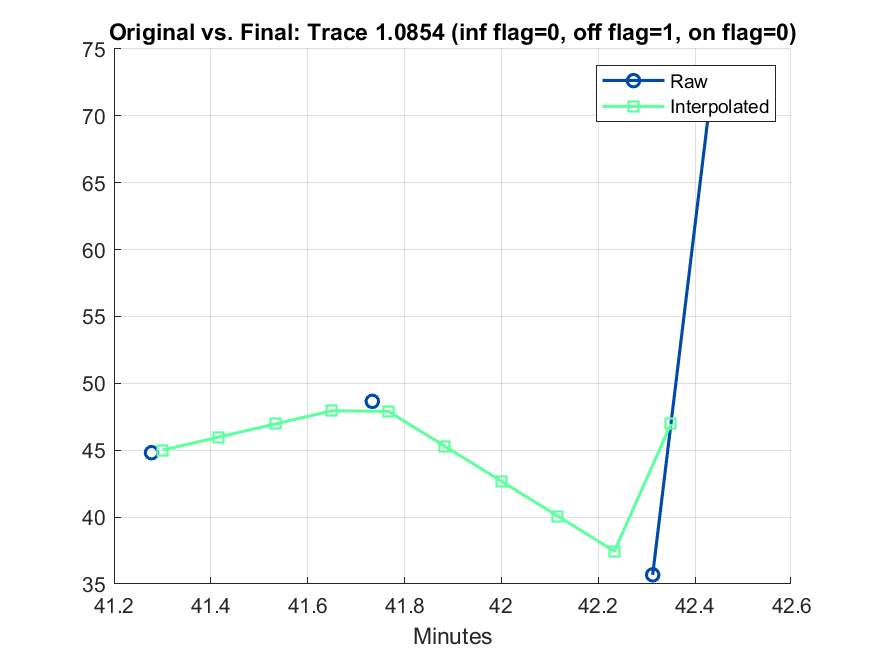 Original vs. Final: Trace 1.0854 (inf flag=0, off flag=1, on flag=0)
75
70
65
60
55
50
45
40
35
Raw
Interpolated
41.2 41.4 41.6 41.8 42 42.2 42.4 42.6
Minutes